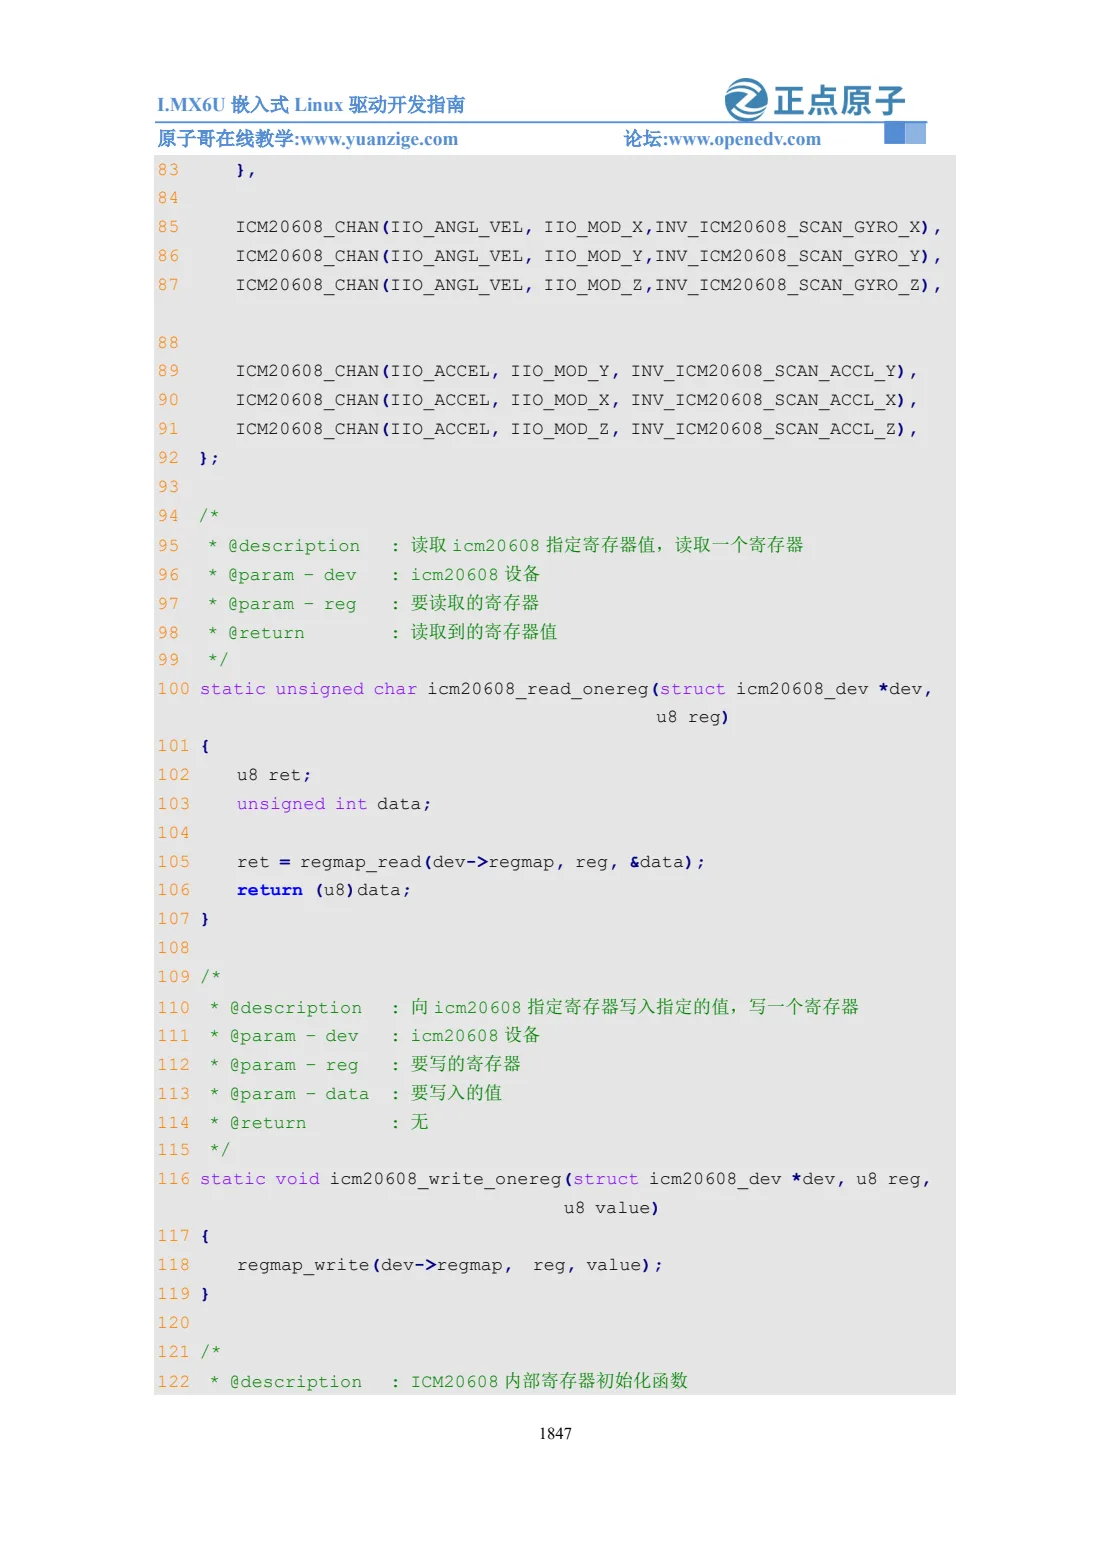 I.MX6U 嵌入式 Linux 驱动开发指南
正点原子
原子哥在线教学:www.yuanzige.com 论坛:www.openedv.com
83 },
84
85 ICM20608_CHAN(IIO_ANGL_VEL, IIO_MOD_X,INV_ICM20608_SCAN_GYRO_X),
86 ICM20608_CHAN(IIO_ANGL_VEL, IIO_MOD_Y,INV_ICM20608_SCAN_GYRO_Y),
87 ICM20608_CHAN(IIO_ANGL_VEL, IIO_MOD_Z,INV_ICM20608_SCAN_GYRO_Z),
88
89 ICM20608_CHAN(IIO_ACCEL, IIO_MOD_Y, INV_ICM20608_SCAN_ACCL_Y),
90 ICM20608_CHAN(IIO_ACCEL, IIO_MOD_X, INV_ICM20608_SCAN_ACCL_X),
91 ICM20608_CHAN(IIO_ACCEL, IIO_MOD_Z, INV_ICM20608_SCAN_ACCL_Z),
92 };
93
94 /*
95 * @description : 读取 icm20608 指定寄存器值，读取一个寄存器
96 * @param – dev : icm20608 设备
97 * @param – reg : 要读取的寄存器
98 * @return : 读取到的寄存器值
99 */
100 static unsigned char icm20608_read_onereg(struct icm20608_dev *dev,
u8 reg)
101 {
102 u8 ret;
103 unsigned int data;
104
105 ret = regmap_read(dev->regmap, reg, &data);
106 return (u8)data;
107 }
108
109 /*
110 * @description : 向 icm20608 指定寄存器写入指定的值，写一个寄存器
111 * @param – dev : icm20608 设备
112 * @param – reg : 要写的寄存器
113 * @param – data : 要写入的值
114 * @return : 无
115 */
116 static void icm20608_write_onereg(struct icm20608_dev *dev, u8 reg,
u8 value)
117 {
118 regmap_write(dev->regmap, reg, value);
119 }
120
121 /*
122 * @description : ICM20608 内部寄存器初始化函数
1847